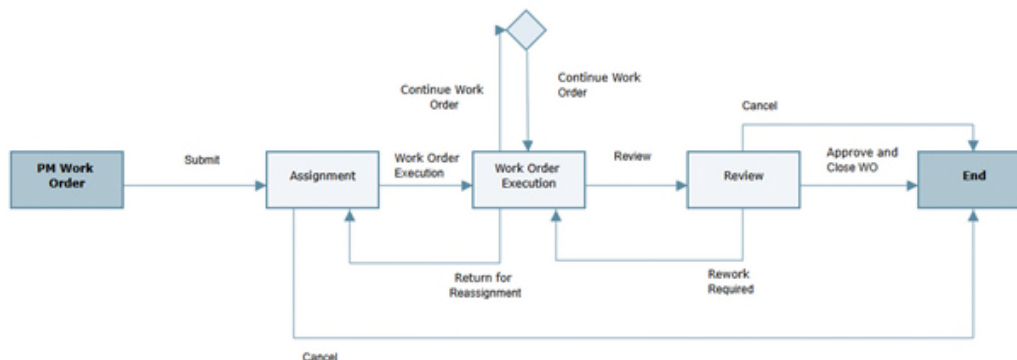 Continue Work
Order
Continue Work
Order
Cancel
PM Work
Order
Submit
Assignment
Work Order
Execution
Work Order
Execution
Review
Review
Approve and
Close WO
End
Return for
Reassignment
Rework
Required
Cancel